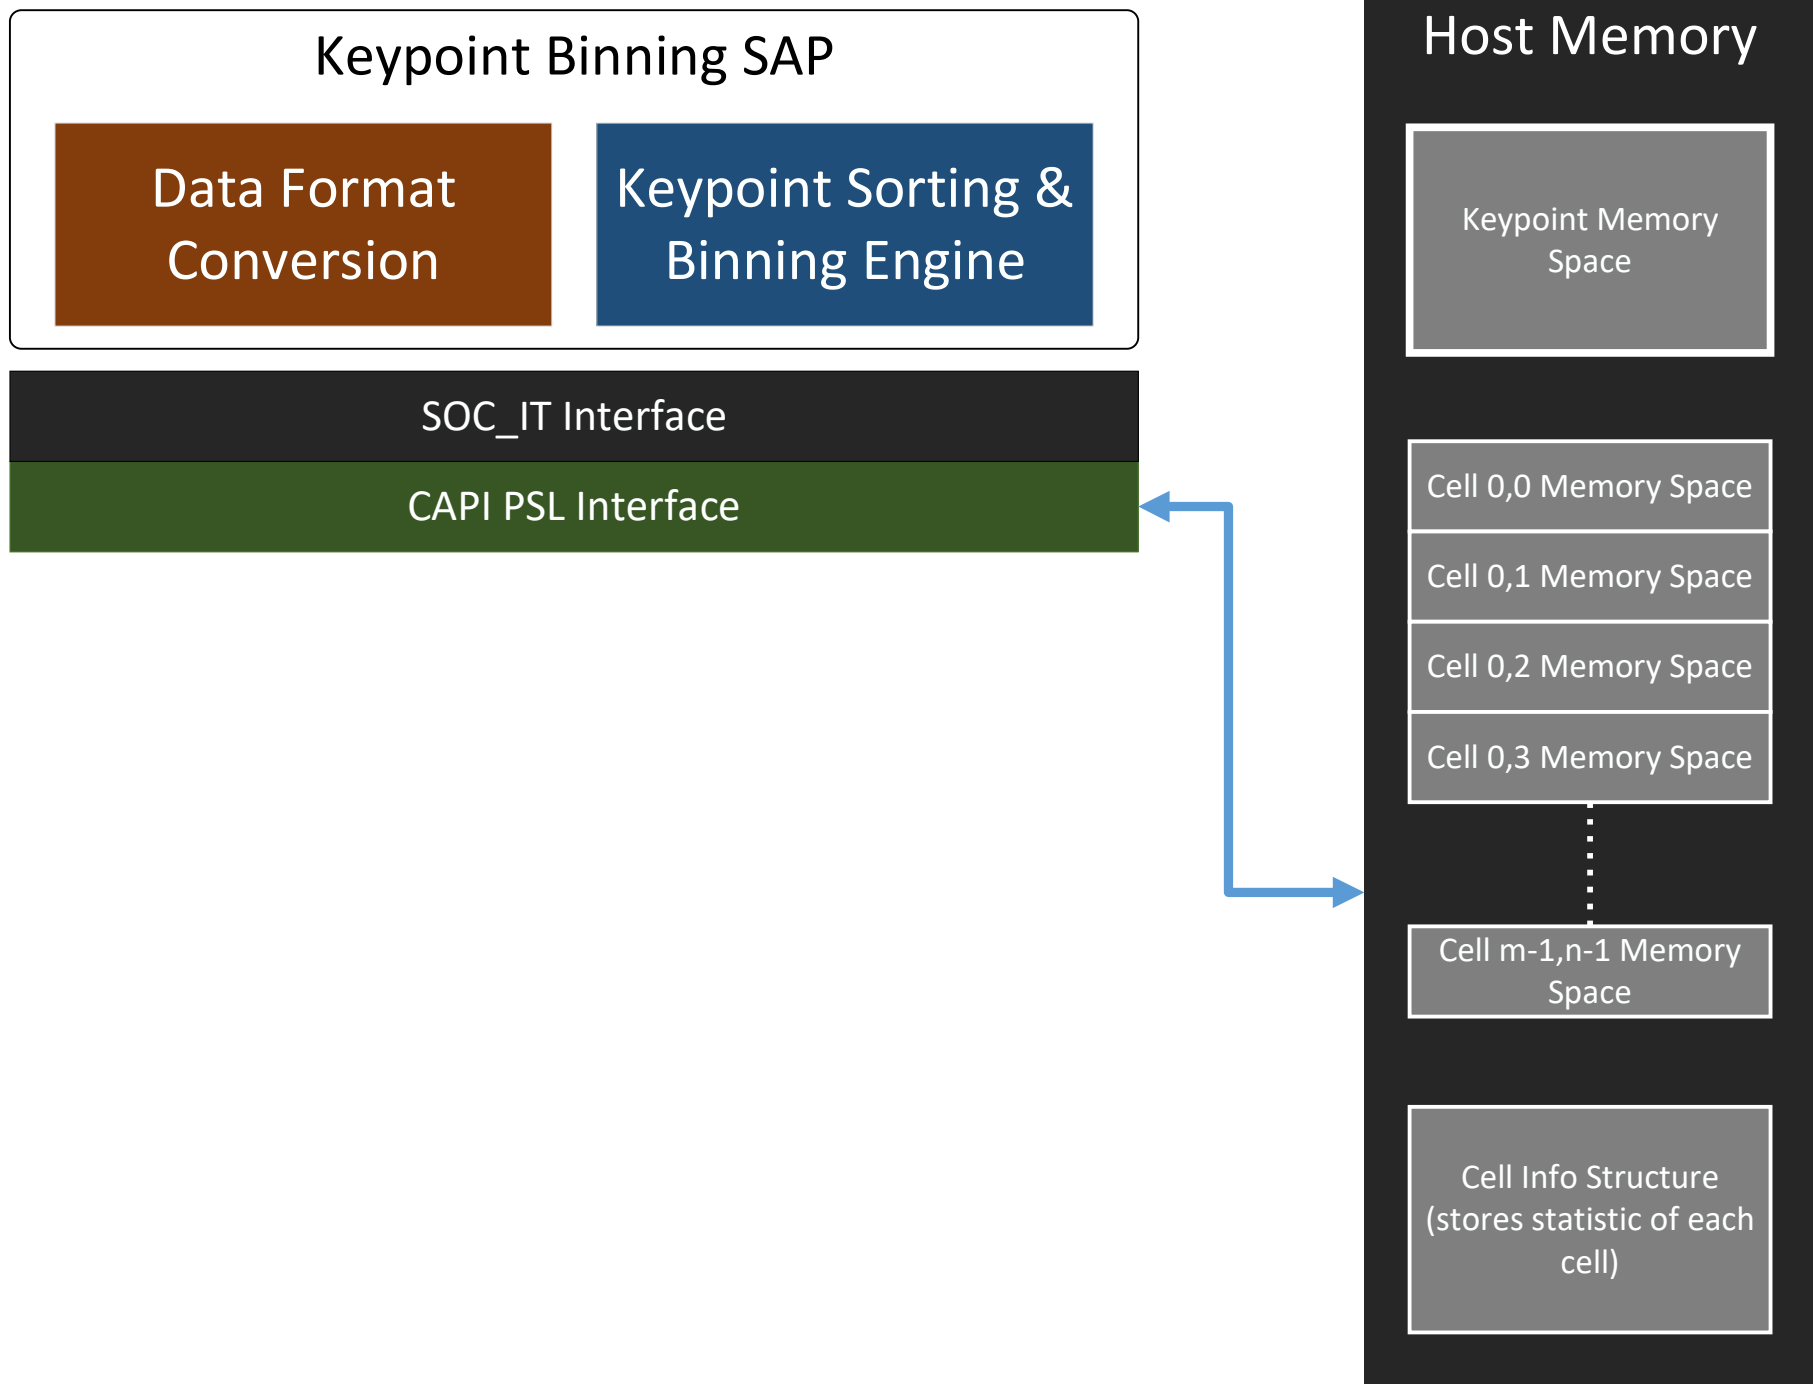 Keypoint Binning SAP
Data Format
Conversion
Keypoint Sorting &
Binning Engine
SOC_IT Interface
CAPI PSL Interface
Host Memory
Keypoint Memory
Space
Cell 0,0 Memory Space
Cell 0,1 Memory Space
Cell 0,2 Memory Space
Cell 0,3 Memory Space
Cell m-1,n-1 Memory
Space
Cell Info Structure
(stores statistic of each
cell)